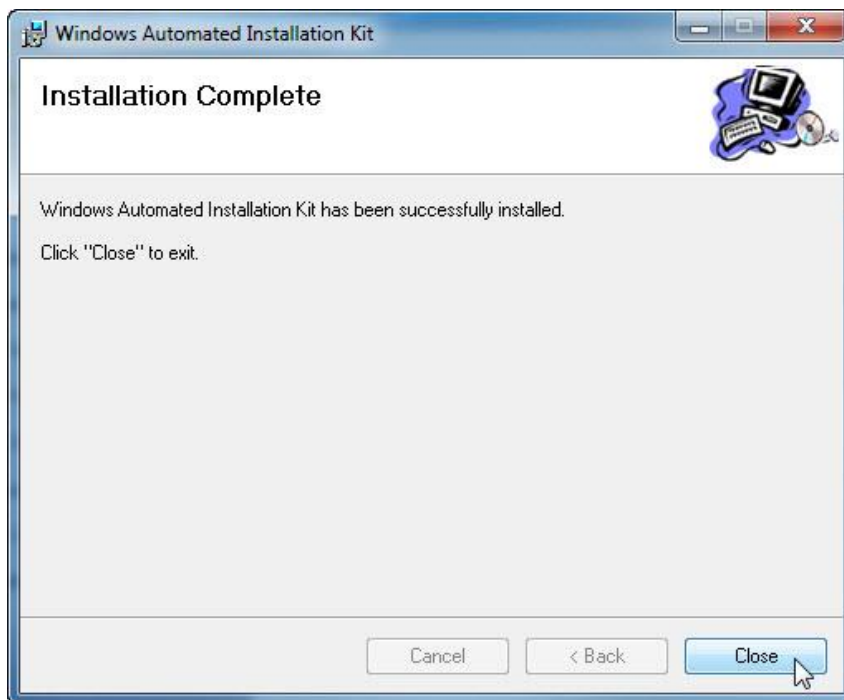 Windows Automated Installation Kit
Installation Complete
Windows Automated Installation Kit has been successfully installed.
Click "Close" to exit.
Cancel
< Back
Close